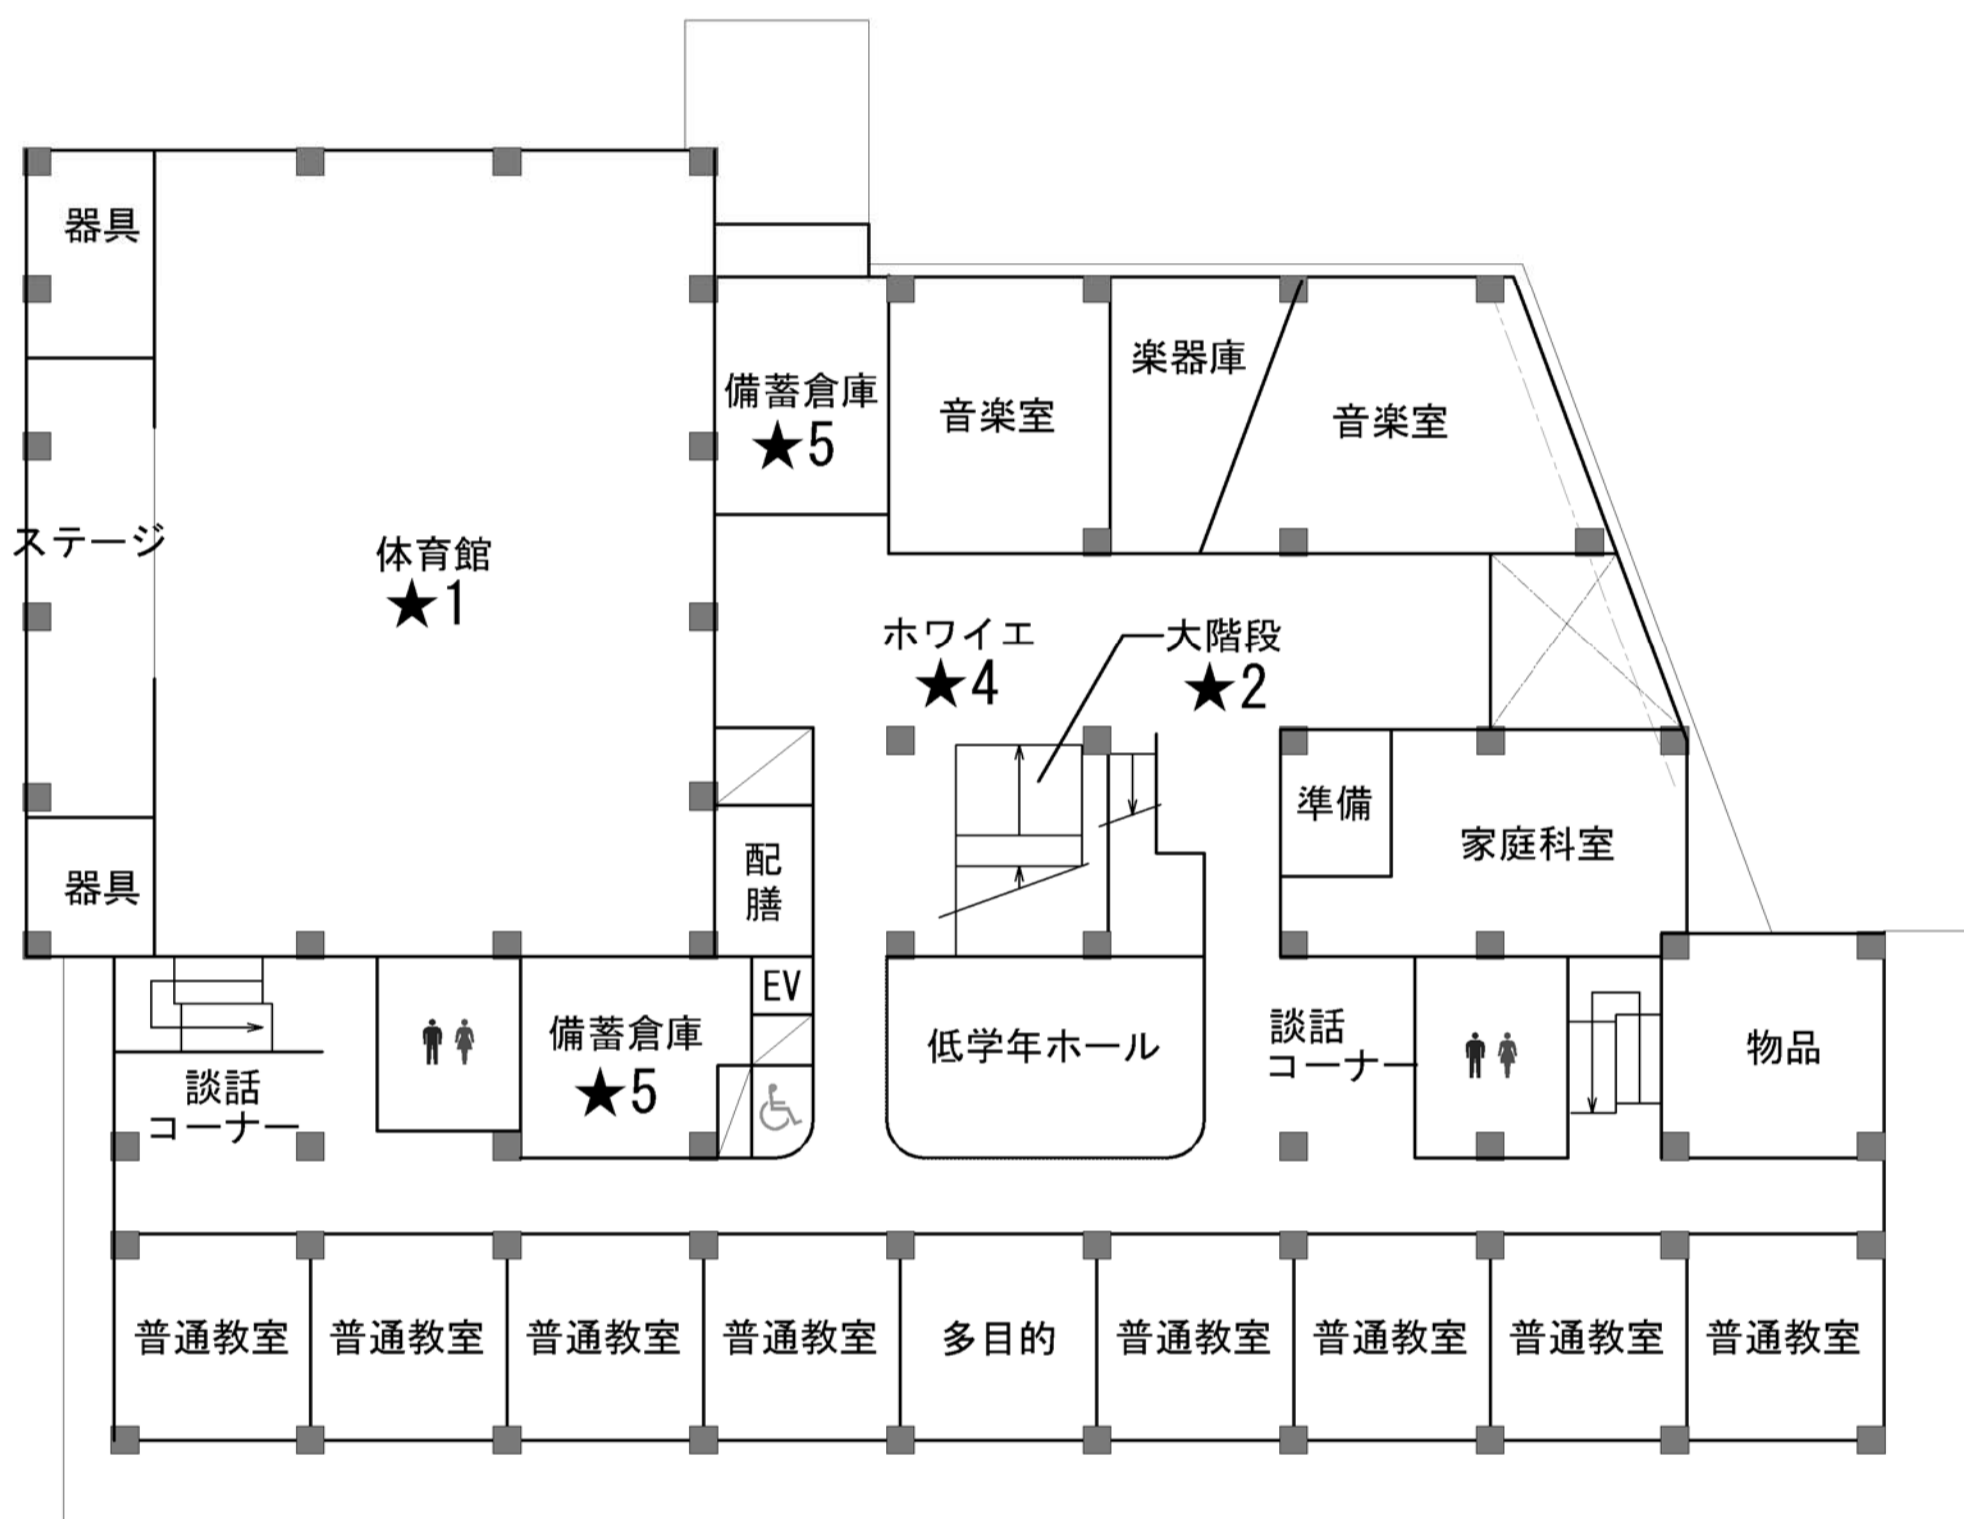 器具
備蓄倉庫
★5
音楽室
楽器庫
音楽室
ステージ
体育館
★1
ホワイエ
★4
大階段
★2
器具
配
膳
準備
家庭科室
EV
備蓄倉庫
★5
談話
コーナー
低学年ホール
談話
コーナー
物品
普通教室
普通教室
普通教室
普通教室
多目的
普通教室
普通教室
普通教室
普通教室